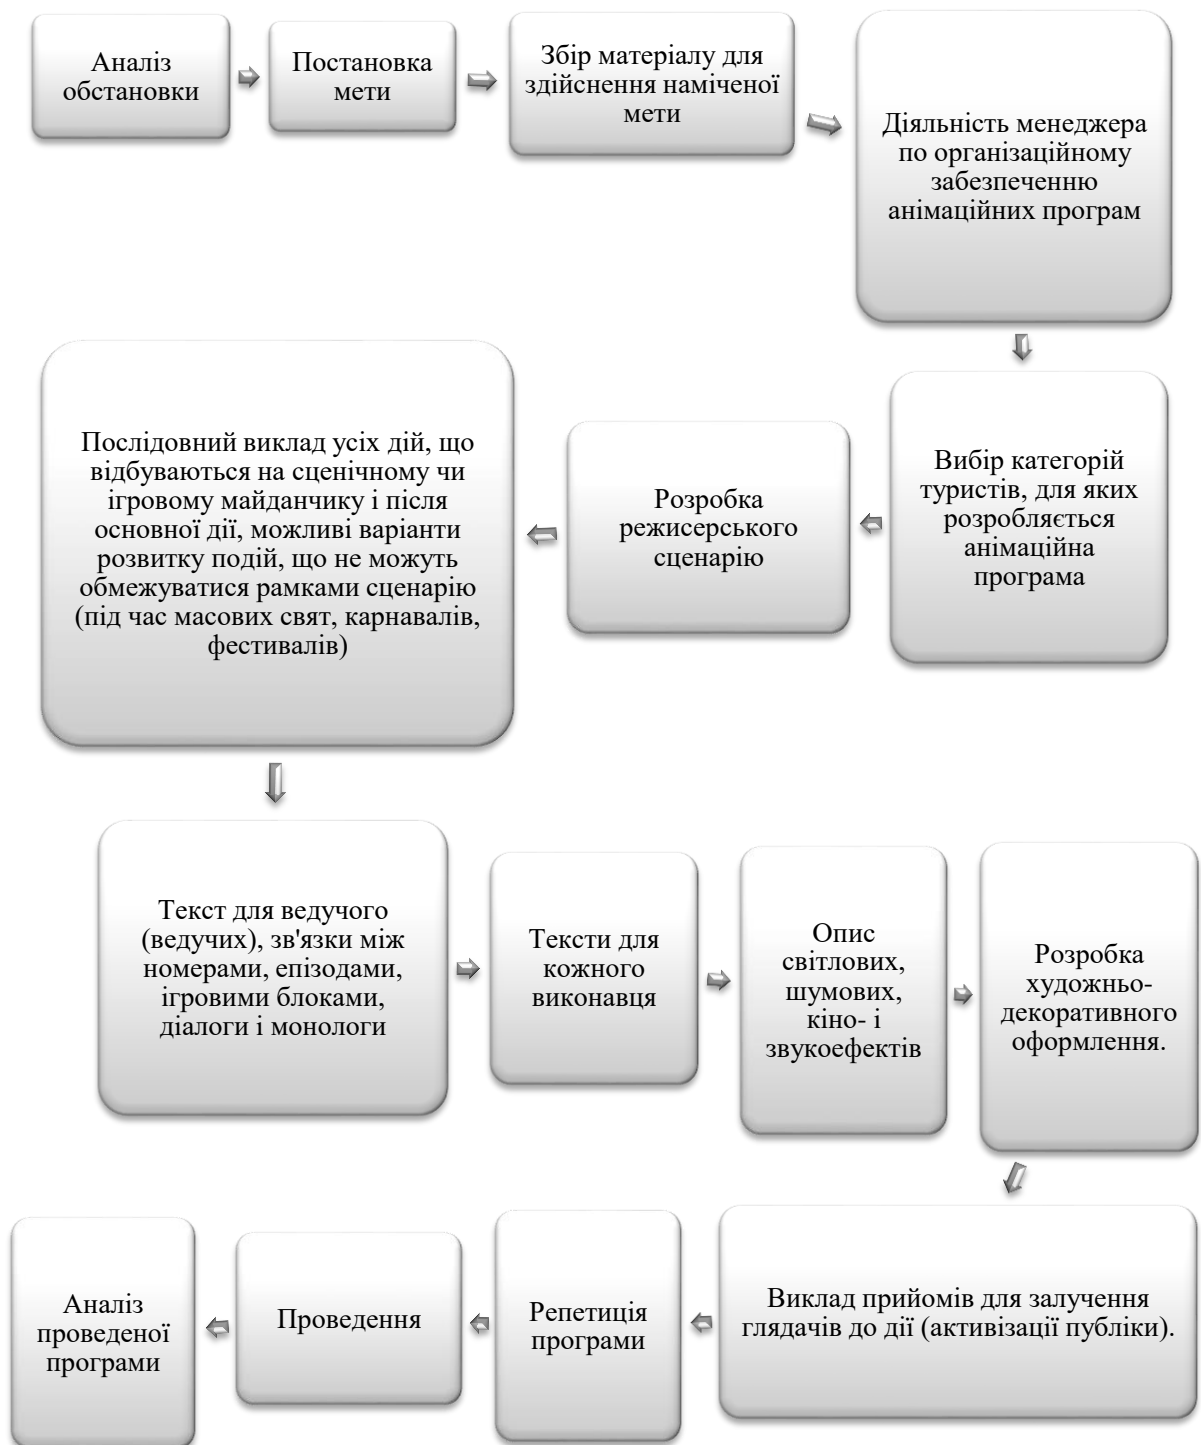 Аналіз
обстановки
Постановка
мети
Збір матеріалу для
здійснення наміченої
мети
Діяльність менеджера
по організаційному
забезпеченню
анімаційних програм
Вибір категорій
туристів, для яких
розробляється
анімаційна
програма
Розробка
режисерського
сценарію
Послідовний виклад усіх дій, що
відбуваються на сценічному чи
ігровому майданчику і після
основної дії, можливі варіанти
розвитку подій, що не можуть
обмежуватися рамками сценарію
(під час масових свят, карнавалів,
фестивалів)
Текст для ведучого
(ведучих), зв'язки між
номерами, епізодами,
ігровими блоками,
діалоги і монологи
Тексти для
кожного
виконавця
Опис
світлових,
шумових,
кіно- і
звукоефектів
Розробка
художньо-
декоративного
оформлення.
Виклад прийомів для залучення
глядачів до дії (активізації публіки).
Репетиція
програми
Проведення
Аналіз
проведеної
програми